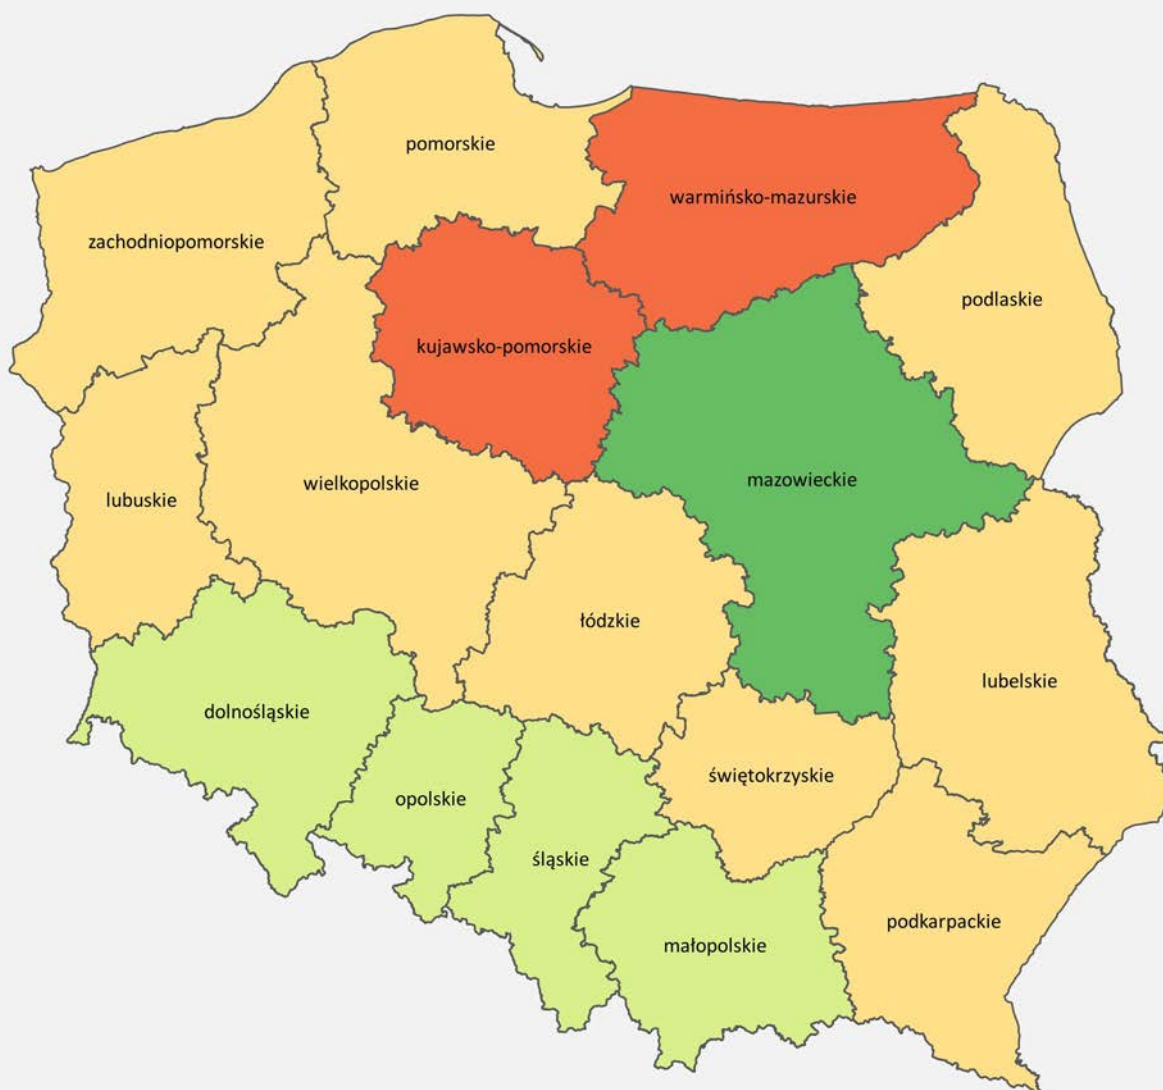 pomorskie
warmińsko-mazurskie
zachodniopomorskie
podlaskie
kujawsko-pomorskie
mazowieckie
wielkopolskie
lubuskie
łódzkie
lubelskie
dolnośląskie
świętokrzyskie
opolskie
śląskie
podkarpackie
małopolskie